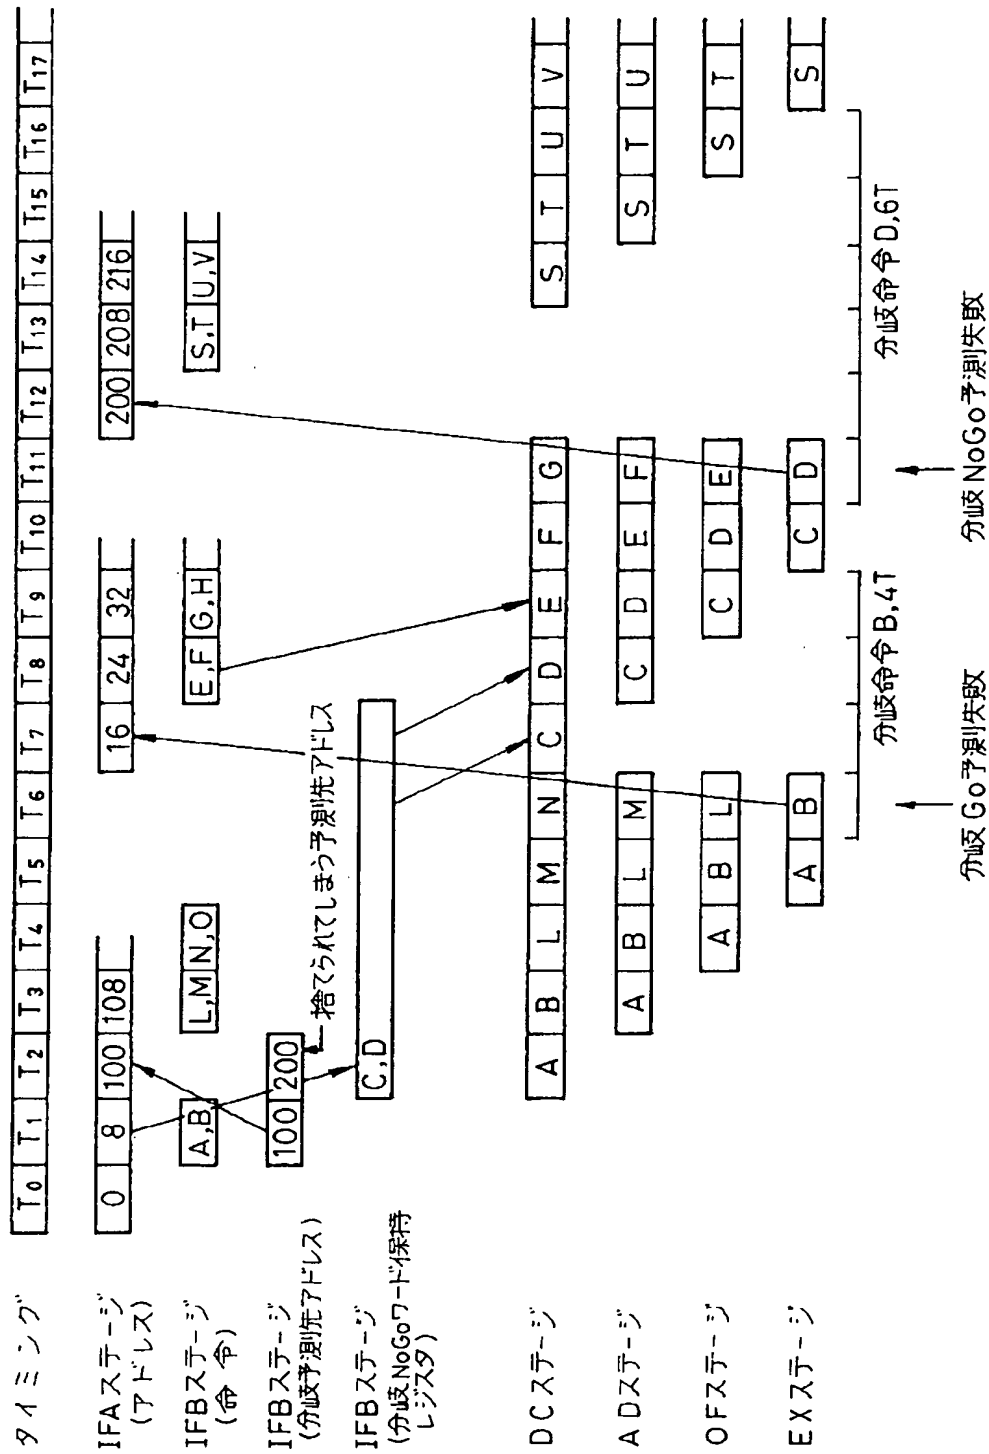 タイミング T0 T1 T2 T3 T4 T5 T6 T7 T8 T9 T10 T11 T12 T13 T14 T15 T16 T17
IFAステージ
(アドレス)
0 8 100 108 16 24 32 200 208 216
IFBステージ
(命令)
A,B L,M N,O E,F G,H S,T U,V
IFBステージ
(分岐予測先アドレス)
100 200
捨てられてしまう予測先アドレス
IFBステージ
(分岐NoGoワード保持
レジスタ)
C,D
DCステージ A B L M N C D E F G S T U V
ADステージ A B L M C D E F S T U
OFステージ A B L C D E S T
EXステージ A B C D S
分岐命令B,4T
分岐命令D,6T
分岐Go予測失敗
分岐NoGo予測失敗